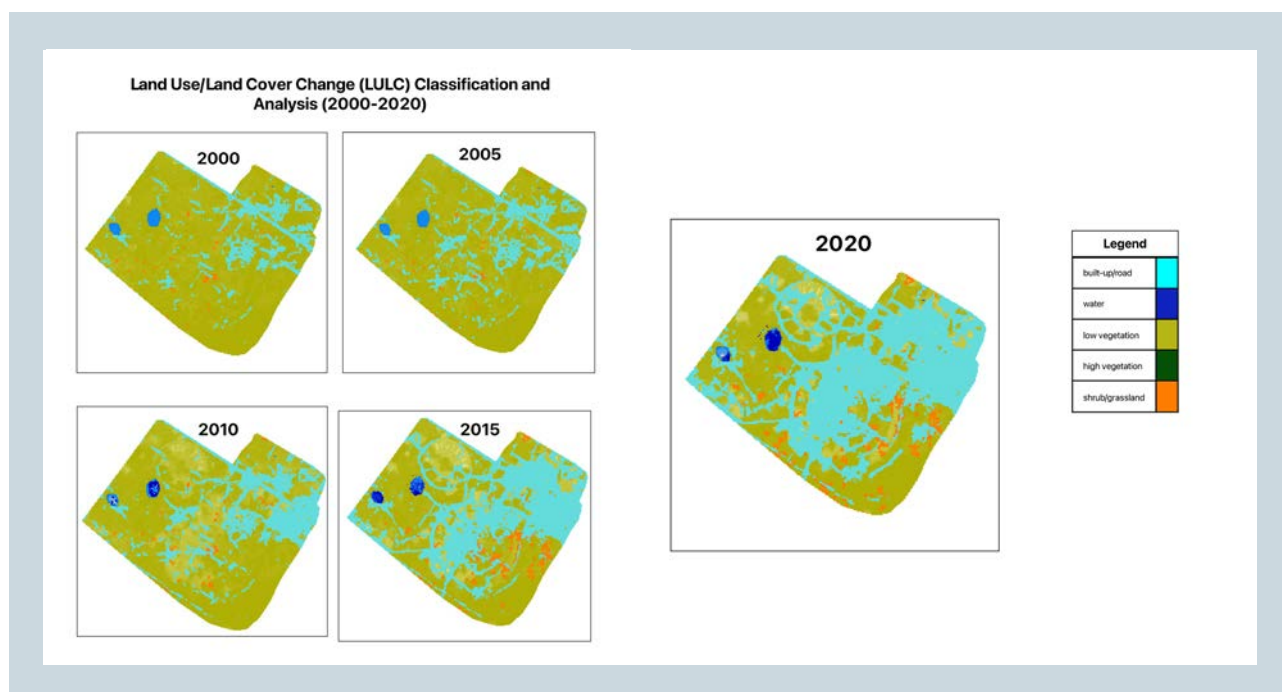 Land Use/Land Cover Change (LULC) Classification and
Analysis (2000-2020)
2000
2005
2010
2015
2020
Legend
built-up/road
water
low vegetation
high vegetation
shrub/grassland